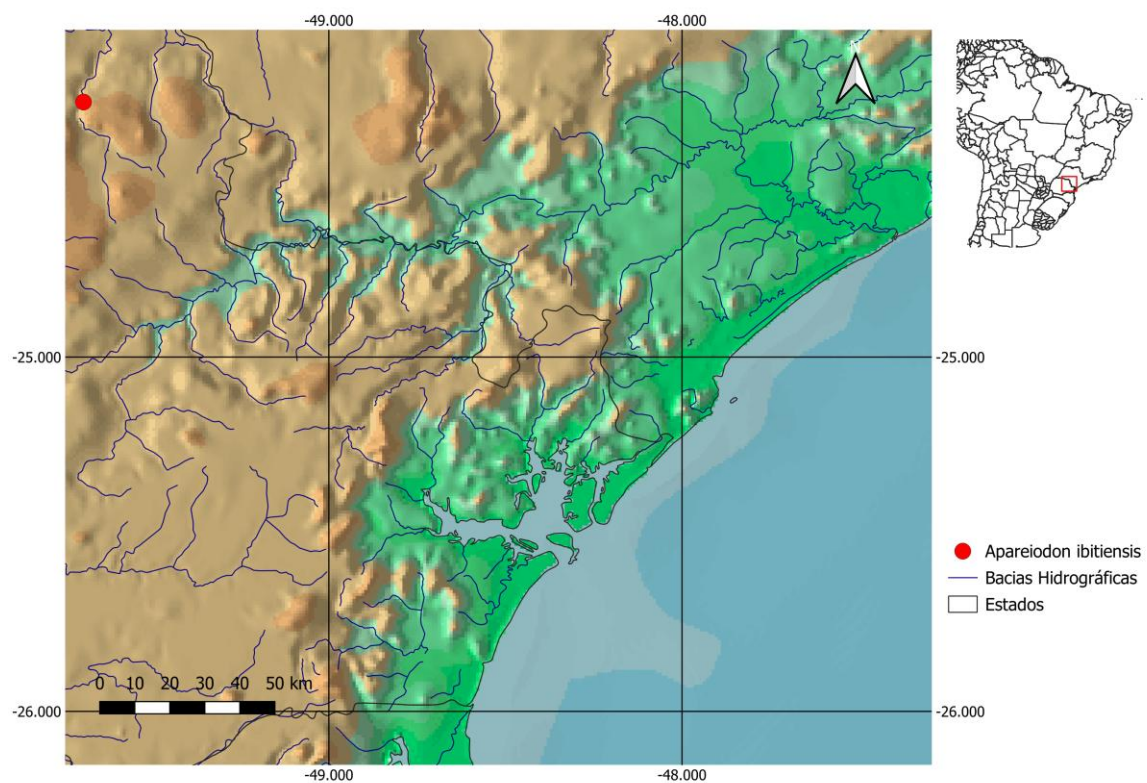 -49.000
-48.000
-25.000
-25.000
Apareiodon ibitiensis
Bacias Hidrográficas
Estados
0 10 20 30 40 50 km
-26.000
-26.000
-49.000
-48.000